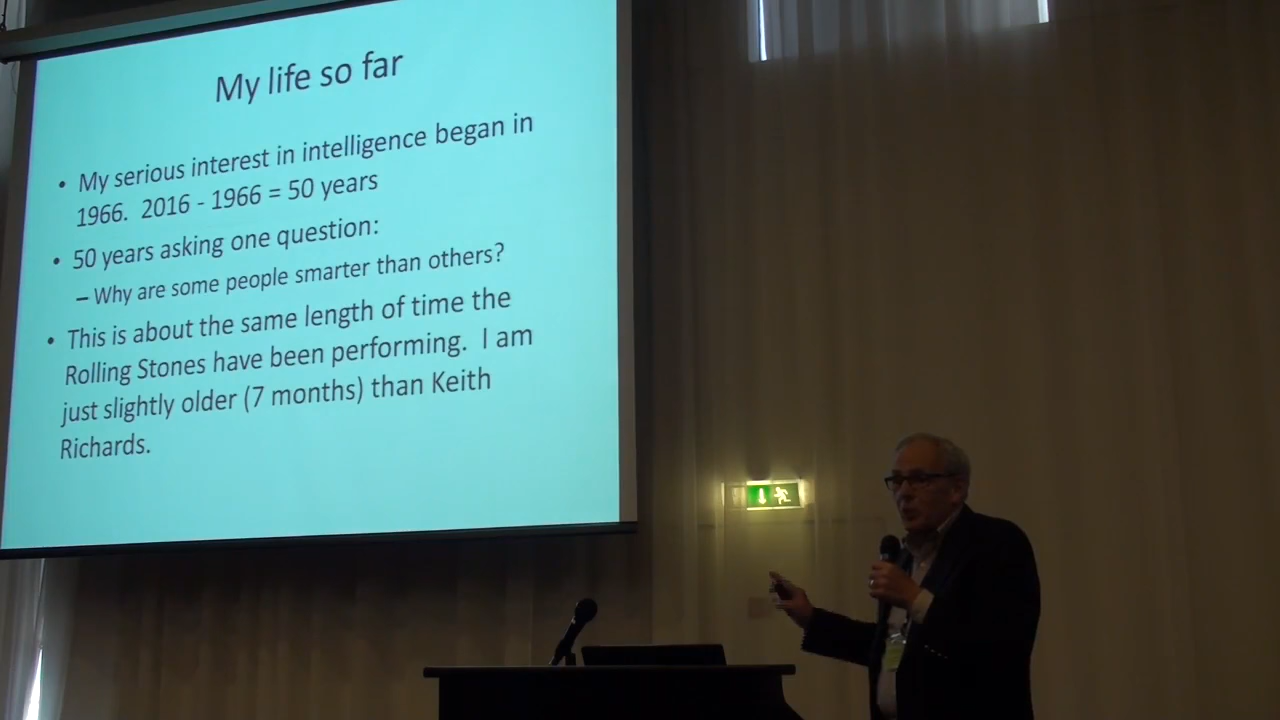 My life so far
• My serious interest in intelligence began in
1966. 2016 - 1966 = 50 years
• 50 years asking one question:
– Why are some people smarter than others?
• This is about the same length of time the
Rolling Stones have been performing. I am
just slightly older (7 months) than Keith
Richards.